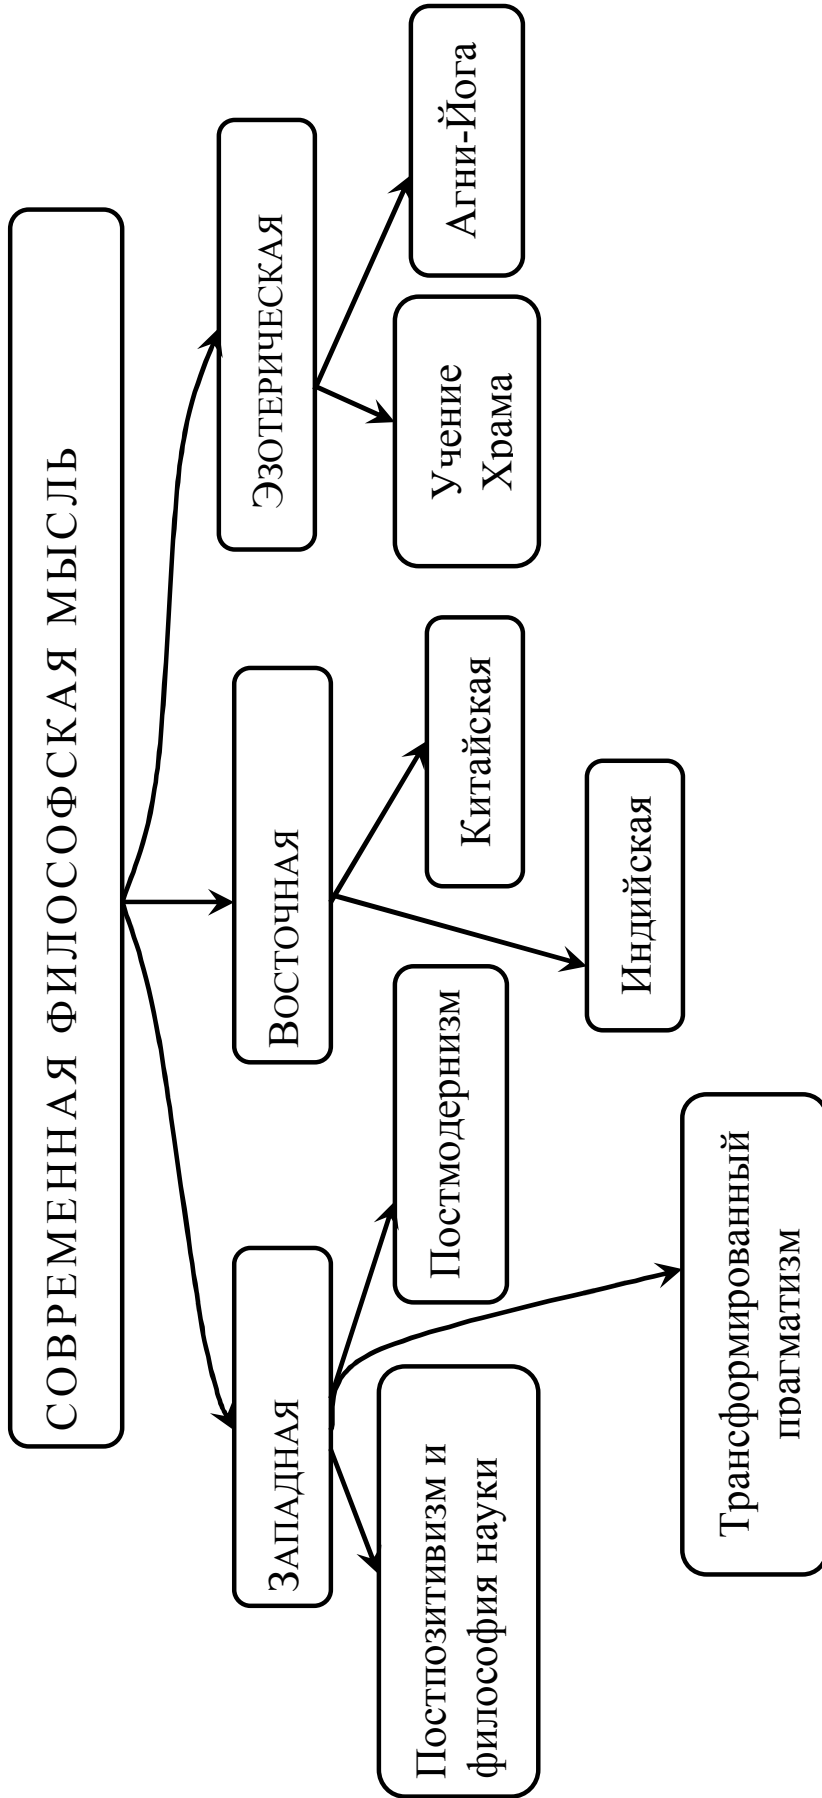 СОВРЕМЕННАЯ ФИЛОСОФСКАЯ МЫСЛЬ
ЗАПАДНАЯ
ВОСТОЧНАЯ
ЭЗОТЕРИЧЕСКАЯ
Постпозитивизм и
философия науки
Постмодернизм
Китайская
Учение
Храма
Агни-Йога
Индийская
Трансформированный
прагматизм